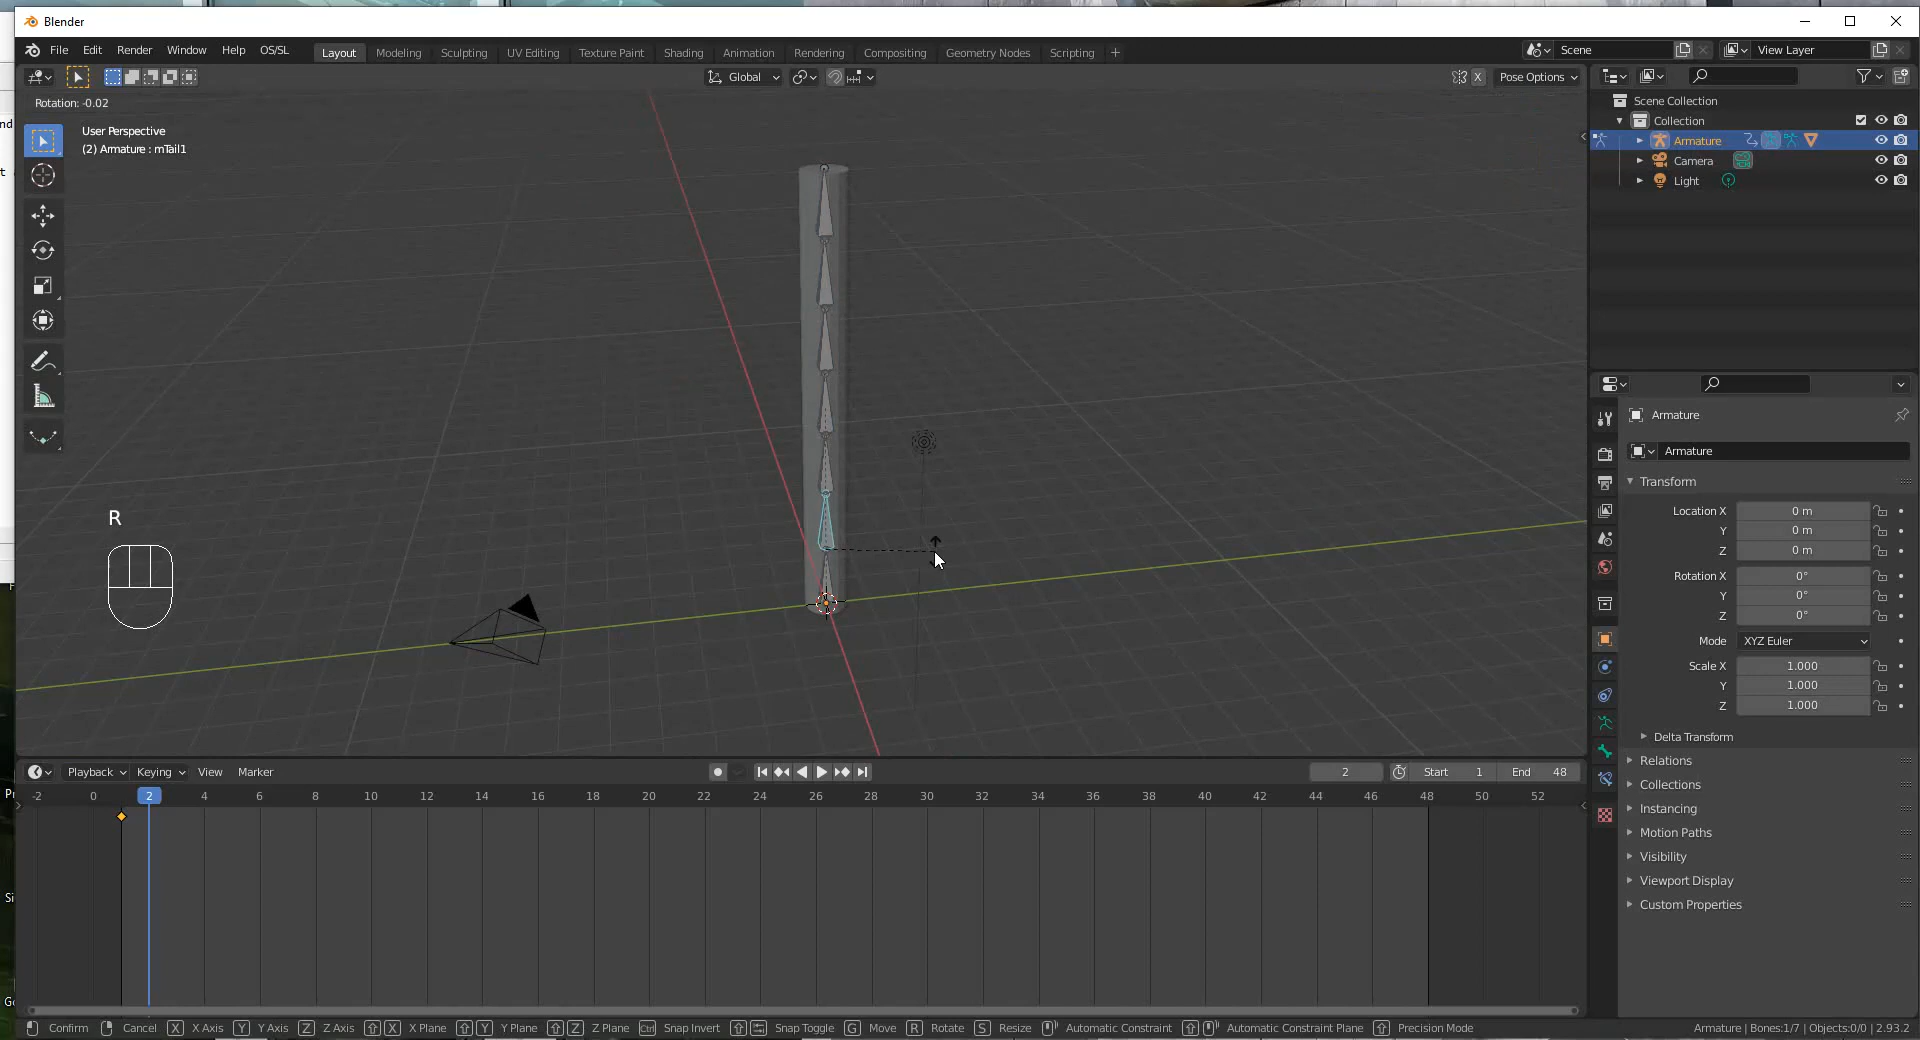 Blender
File Edit Render Window Help OS/SL
Layout Modeling Sculpting UV Editing Texture Paint Shading Animation Rendering Compositing Geometry Nodes Scripting +
Scene
View Layer
Global
X
Pose Options
Rotation: -0.02
User Perspective
(2) Armature : mTail1
R
Scene Collection
Collection
Armature
Camera
Light
Armature
Armature
Transform
Location X 0 m
Y 0 m
Z 0 m
Rotation X 0°
Y 0°
Z 0°
Mode XYZ Euler
Scale X 1.000
Y 1.000
Z 1.000
Delta Transform
Relations
Collections
Instancing
Motion Paths
Visibility
Viewport Display
Custom Properties
Playback Keying View Marker
2 Start 1 End 48
-2 0 2 4 6 8 10 12 14 16 18 20 22 24 26 28 30 32 34 36 38 40 42 44 46 48 50 52
Confirm Cancel X X Axis Y Y Axis Z Z Axis X X Plane Y Y Plane Z Z Plane Ctrl Snap Invert Snap Toggle G Move R Rotate S Resize Automatic Constraint Automatic Constraint Plane Precision Mode
Armature | Bones:1/7 | Objects:0/0 | 2.93.2